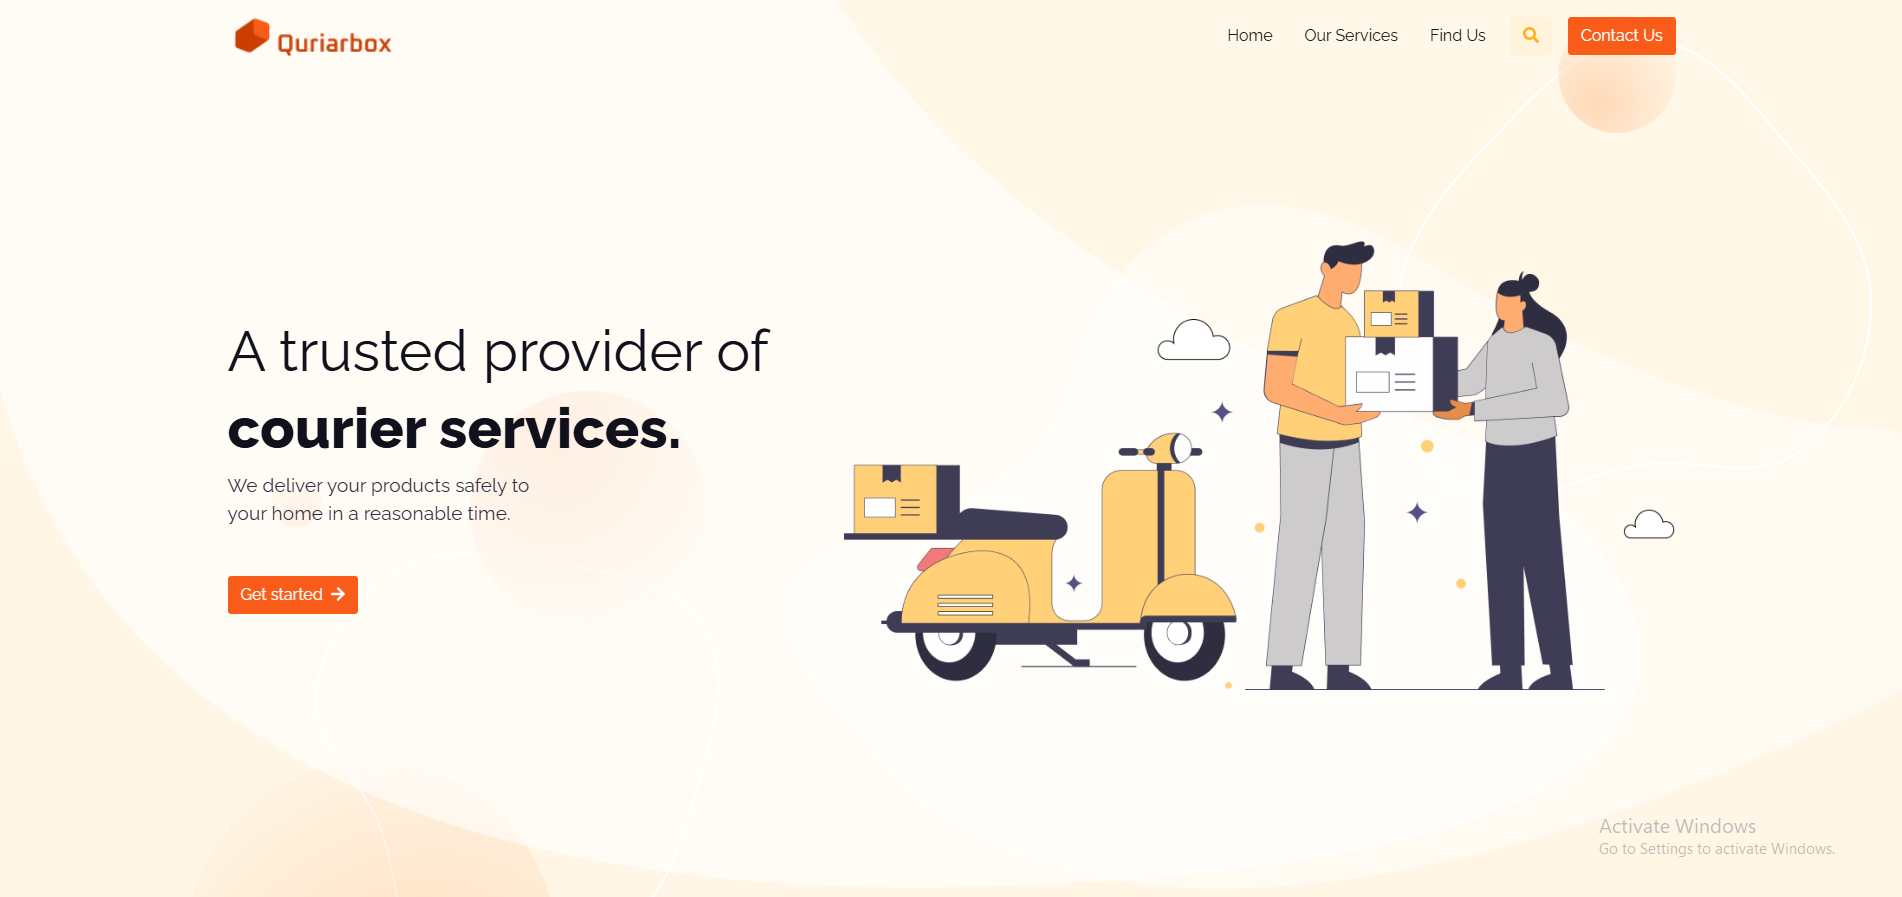 Quriarbox
Home
Our Services
Find Us
Contact Us
A trusted provider of
courier services.
We deliver your products safely to
your home in a reasonable time.
Get started
Activate Windows
Go to Settings to activate Windows.